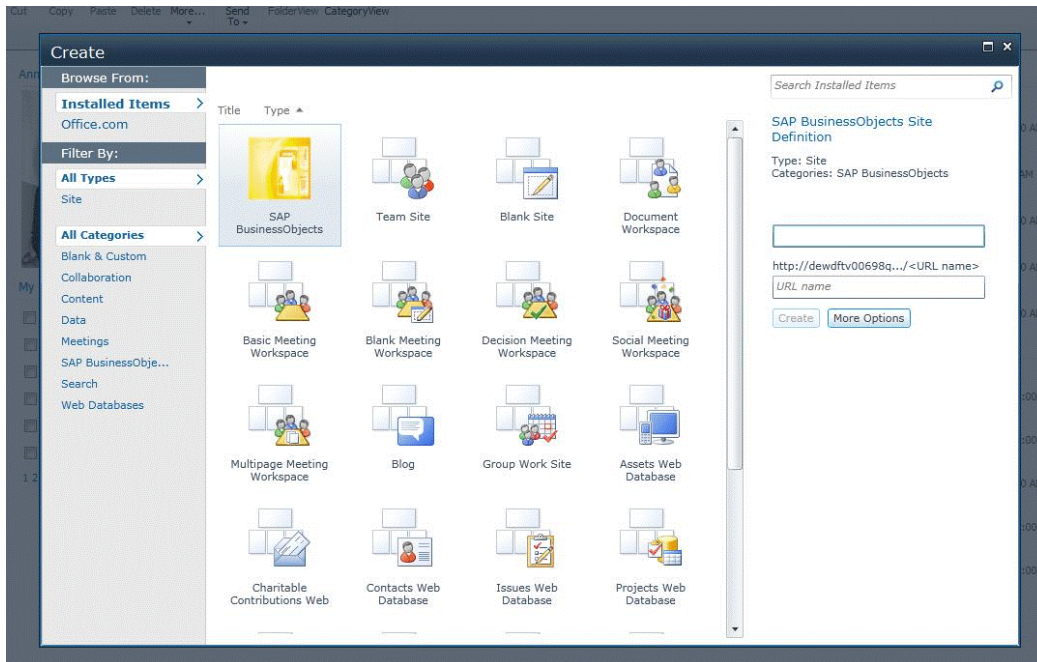 Cut Copy Paste Delete More... Send To FolderView CategoryView
Create
Browse From:
Installed Items
Office.com
Filter By:
All Types
Site
All Categories
Blank & Custom
Collaboration
Content
Data
Meetings
SAP BusinessObje...
Search
Web Databases
Title Type
SAP BusinessObjects
Team Site
Blank Site
Document Workspace
Basic Meeting Workspace
Blank Meeting Workspace
Decision Meeting Workspace
Social Meeting Workspace
Multipage Meeting Workspace
Blog
Group Work Site
Assets Web Database
Charitable Contributions Web
Contacts Web Database
Issues Web Database
Projects Web Database
Search Installed Items
SAP BusinessObjects Site
Definition
Type: Site
Categories: SAP BusinessObjects
http://dewdftv00698q.../<URL name>
URL name
Create More Options
My
1 2